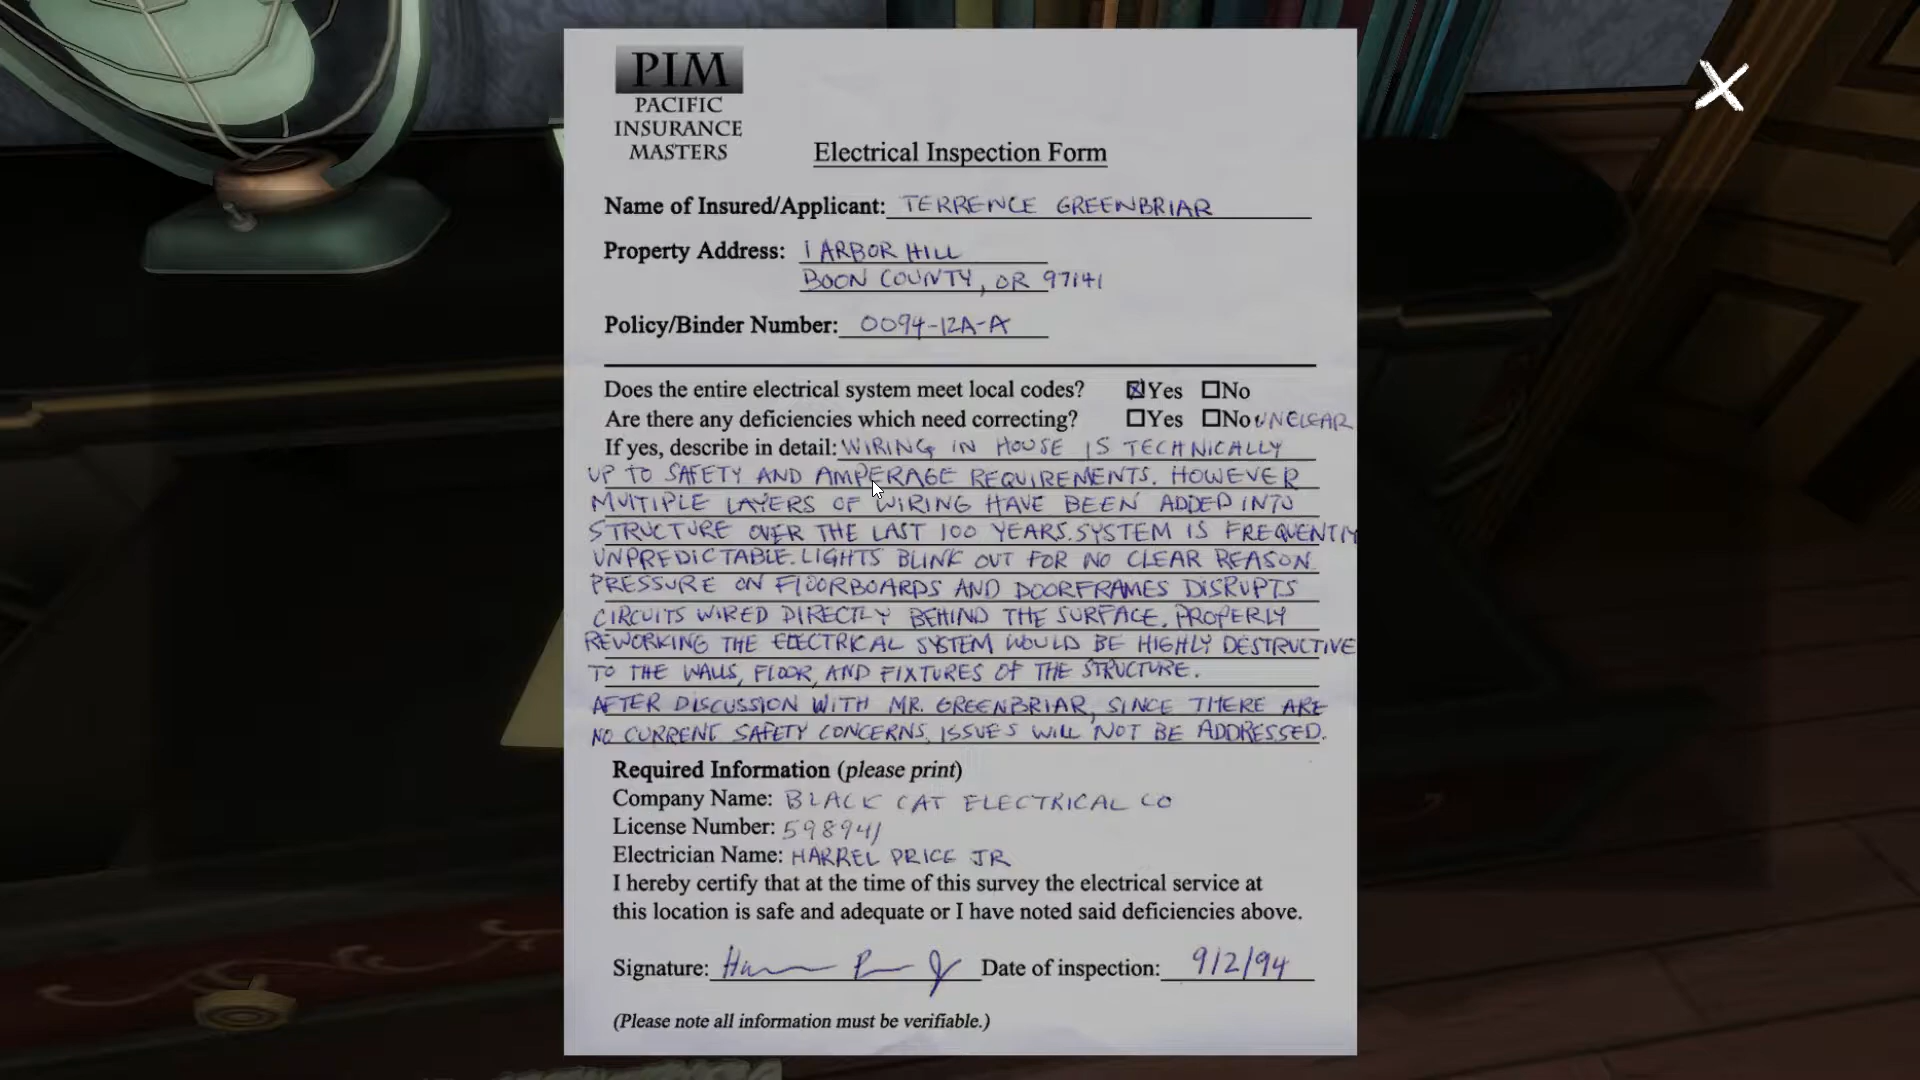 PIM
PACIFIC
INSURANCE
MASTERS
Electrical Inspection Form
Name of Insured/Applicant: TERRENCE GREENBRIAR
Property Address: 1 ARBOR HILL
BOON COUNTY, OR 97141
Policy/Binder Number: 0094-12A-A
Does the entire electrical system meet local codes? ☒Yes ☐No
Are there any deficiencies which need correcting? ☐Yes ☐No UNCLEAR
If yes, describe in detail: WIRING IN HOUSE IS TECHNICALLY
UP TO SAFETY AND AMPERAGE REQUIREMENTS. HOWEVER
MULTIPLE LAYERS OF WIRING HAVE BEEN ADDED INTO
STRUCTURE OVER THE LAST 100 YEARS. SYSTEM IS FREQUENTLY
UNPREDICTABLE. LIGHTS BLINK OUT FOR NO CLEAR REASON.
PRESSURE ON FLOORBOARDS AND DOORFRAMES DISRUPTS
CIRCUITS WIRED DIRECTLY BEHIND THE SURFACE. PROPERLY
REWORKING THE ELECTRICAL SYSTEM WOULD BE HIGHLY DESTRUCTIVE
TO THE WALLS, FLOOR, AND FIXTURES OF THE STRUCTURE.
AFTER DISCUSSION WITH MR. GREENBRIAR, SINCE THERE ARE
NO CURRENT SAFETY CONCERNS, ISSUES WILL NOT BE ADDRESSED.
Required Information (please print)
Company Name: BLACK CAT ELECTRICAL CO
License Number: 598941
Electrician Name: HARREL PRICE JR
I hereby certify that at the time of this survey the electrical service at
this location is safe and adequate or I have noted said deficiencies above.
Signature: Date of inspection: 9/2/94
(Please note all information must be verifiable.)